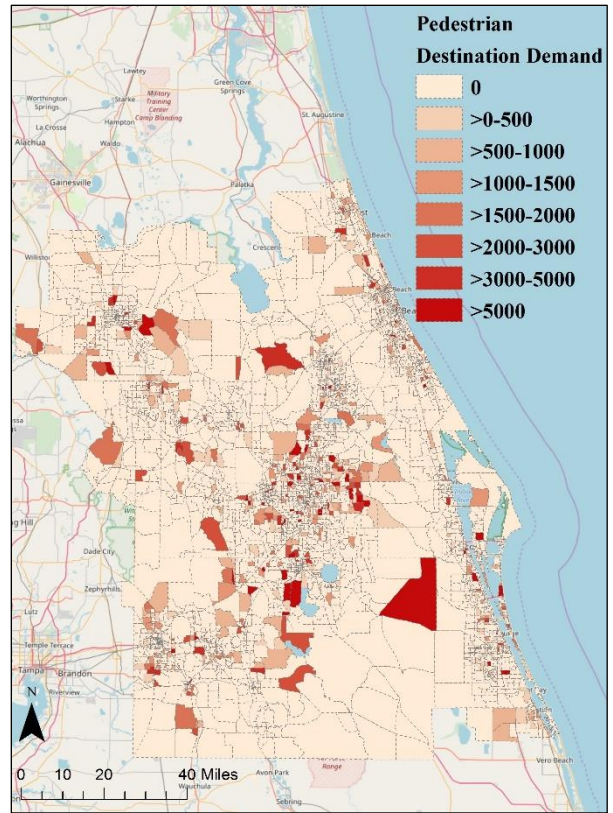 Pedestrian
Destination Demand
0
>0-500
>500-1000
>1000-1500
>1500-2000
>2000-3000
>3000-5000
>5000
Lawtey
Green Cove
Springs
Military
Training
Center
Camp Blanding
Worthington
Springs
Starke
Hampton
La Crosse
Waldo
St. Augustine
Alachua
Gainesville
Palatka
Crescent
Beach
Williston
Beach
Dade City
Zephyrhills
Lutz
Temple Terrace
Tampa
Brandon
Riverview
N
0 10 20 40 Miles
Avon Park
Range
Wauchula
Sebring
Vero Beach